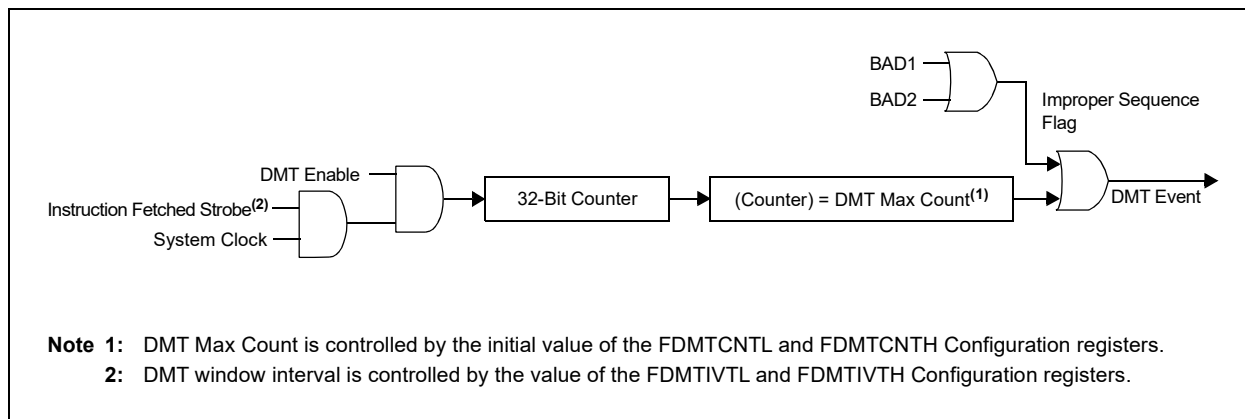 BAD1
BAD2
Improper Sequence
Flag
DMT Enable
Instruction Fetched Strobe(2)
System Clock
32-Bit Counter
(Counter) = DMT Max Count(1)
DMT Event
Note 1: DMT Max Count is controlled by the initial value of the FDMTCNTL and FDMTCNTH Configuration registers.
2: DMT window interval is controlled by the value of the FDMTIVTL and FDMTIVTH Configuration registers.